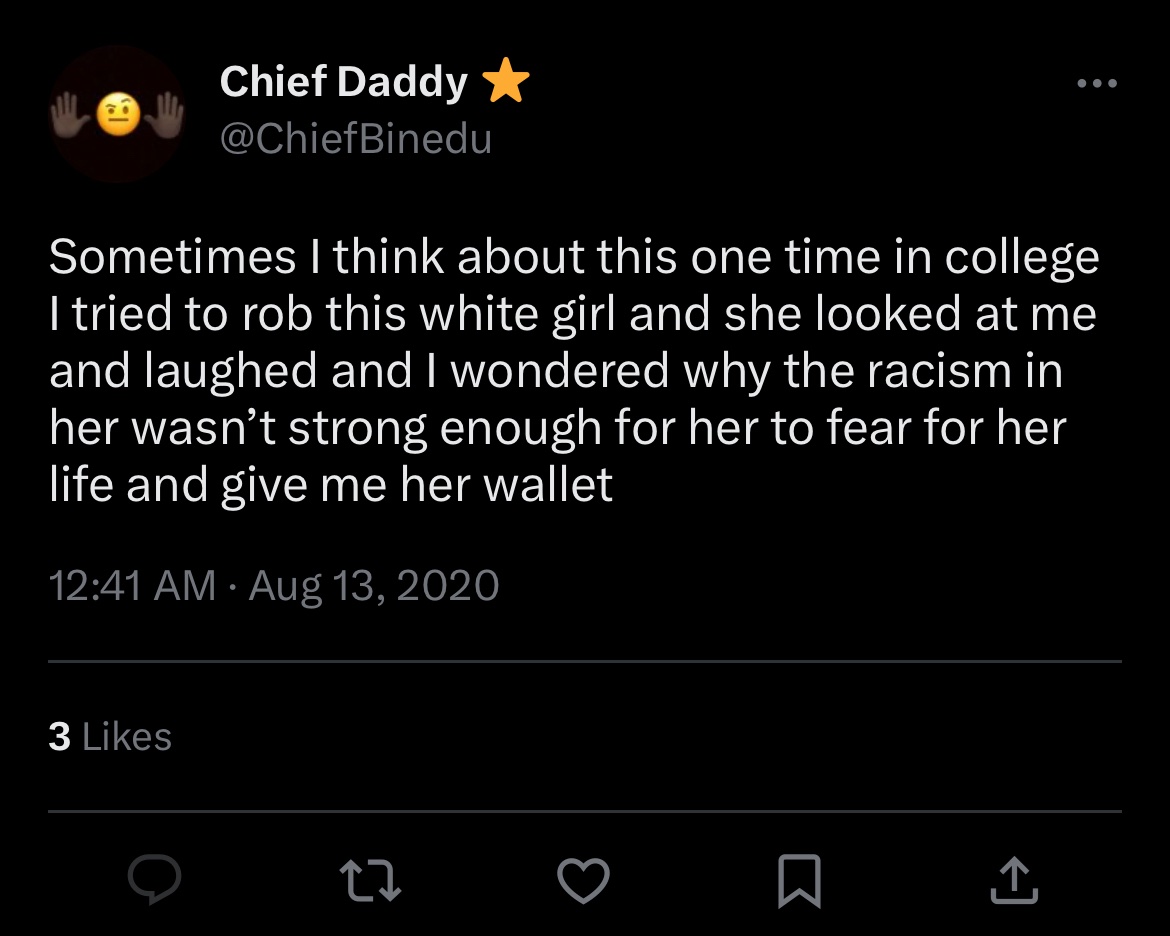 Chief Daddy ⭐
@ChiefBinedu
Sometimes I think about this one time in college
I tried to rob this white girl and she looked at me
and laughed and I wondered why the racism in
her wasn’t strong enough for her to fear for her
life and give me her wallet
12:41 AM · Aug 13, 2020
3 Likes